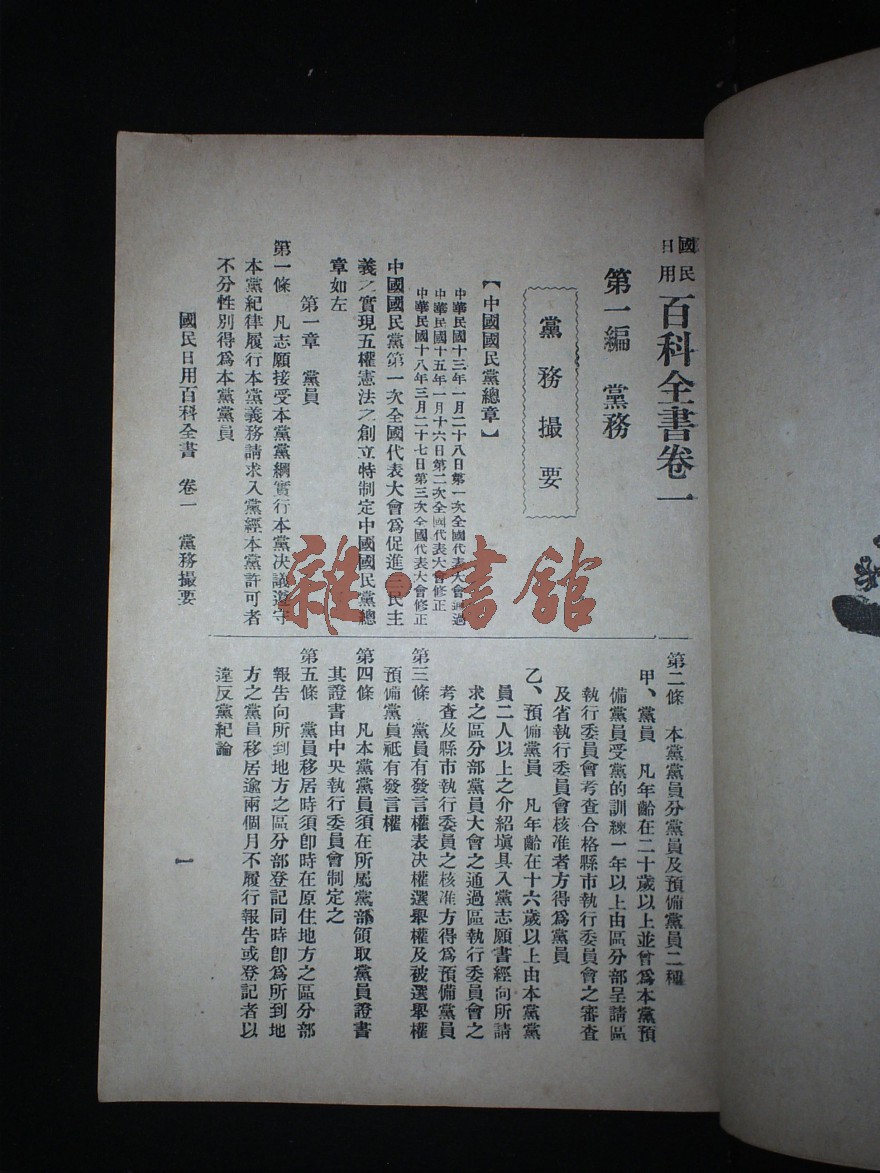 國民
日用
百科全書卷一
第一編　黨務
黨務撮要
【中國國民黨總章】
中華民國十三年一月二十八日第一次全國代表大會通過
中華民國十五年一月十六日第二次全國代表大會修正
中華民國十八年三月二十七日第三次全國代表大會修正
中國國民黨第一次全國代表大會爲促進三民主
義之實現五權憲法之創立特制定中國國民黨總
章如左
第一章　黨員
第一條　凡志願接受本黨黨綱實行本黨決議遵守
本黨紀律履行本黨義務請求入黨經本黨許可者
不分性別得爲本黨黨員
第二條　本黨黨員分黨員及預備黨員二種
甲、黨員　凡年齡在二十歲以上並曾爲本黨預
備黨員受黨的訓練一年以上由區分部呈請區
執行委員會考查合格縣市執行委員會之審查
及省執行委員會核准者方得爲黨員
乙、預備黨員　凡年齡在十六歲以上由本黨黨
員二人以上之介紹塡具入黨志願書經向所請
求之區分部黨員大會之通過區執行委員會之
考查及縣市執行委員之核准方得爲預備黨員
第三條　黨員有發言權表决權選舉權及被選舉權
預備黨員祇有發言權
第四條　凡本黨黨員須在所屬黨部領取黨員證書
其證書由中央執行委員會制定之
第五條　黨員移居時須卽時在原住地方之區分部
報告向所到地方之區分部登記同時卽爲所到地
方之黨員移居逾兩個月不履行報告或登記者以
違反黨紀論
國民日用百科全書　卷一　黨務撮要
一
雜·書館